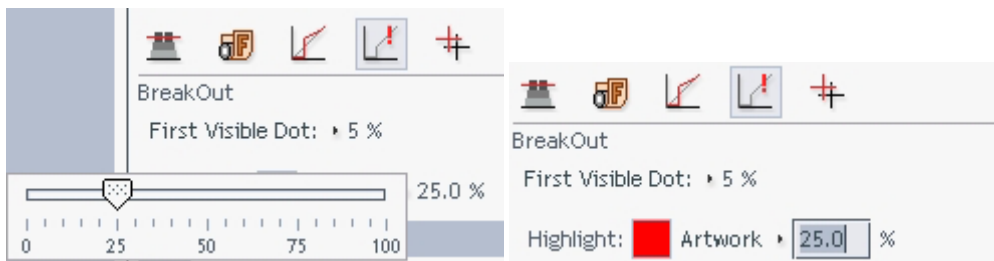 BreakOut
First Visible Dot: 5 %
25.0 %
0 25 50 75 100
BreakOut
First Visible Dot: 5 %
Highlight: Artwork 25.0 %